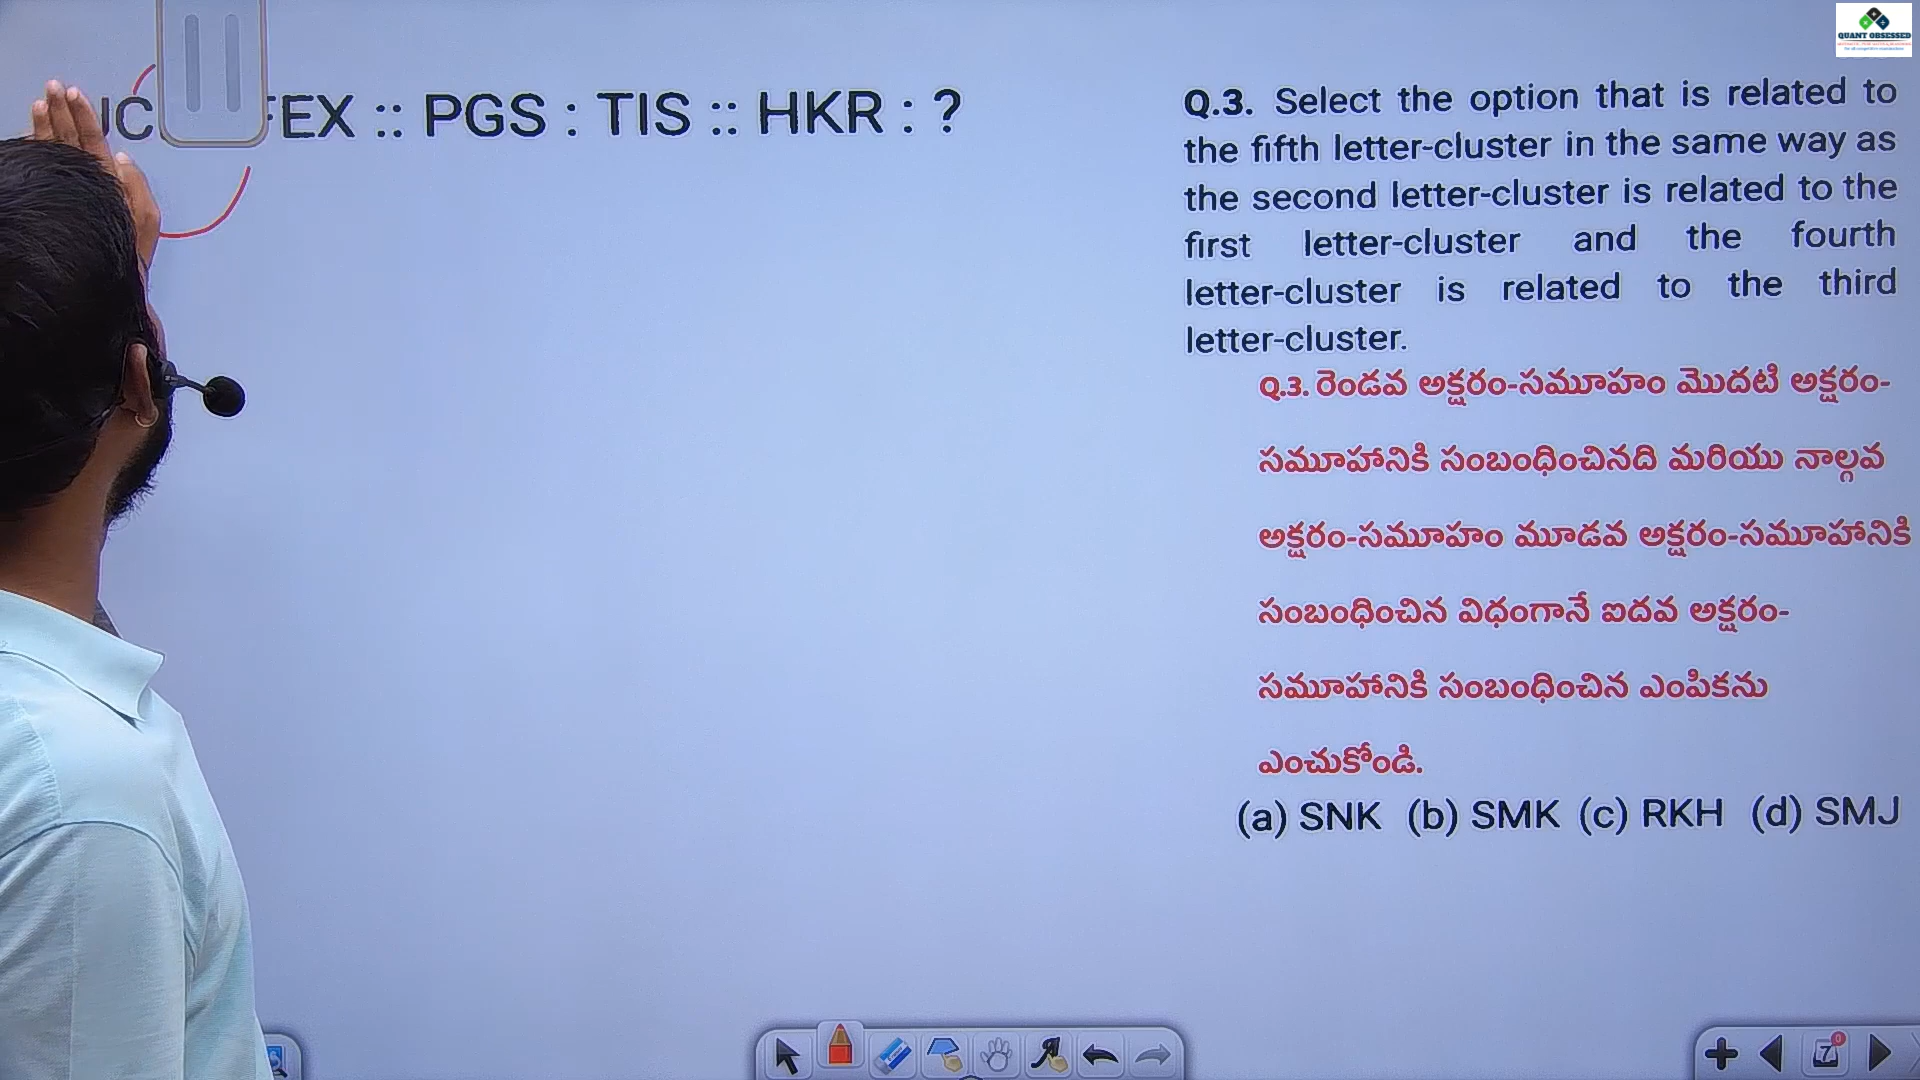 QUANT OBSESSED
EX :: PGS : TIS :: HKR : ?
Q.3. Select the option that is related to
the fifth letter-cluster in the same way as
the second letter-cluster is related to the
first letter-cluster and the fourth
letter-cluster is related to the third
letter-cluster.
Q.3. రెండవ అక్షరం-సమూహం మొదటి అక్షరం-
సమూహానికి సంబంధించినది మరియు నాల్గవ
అక్షరం-సమూహం మూడవ అక్షరం-సమూహానికి
సంబంధించిన విధంగానే ఐదవ అక్షరం-
సమూహానికి సంబంధించిన ఎంపికను
ఎంచుకోండి.
(a) SNK (b) SMK (c) RKH (d) SMJ